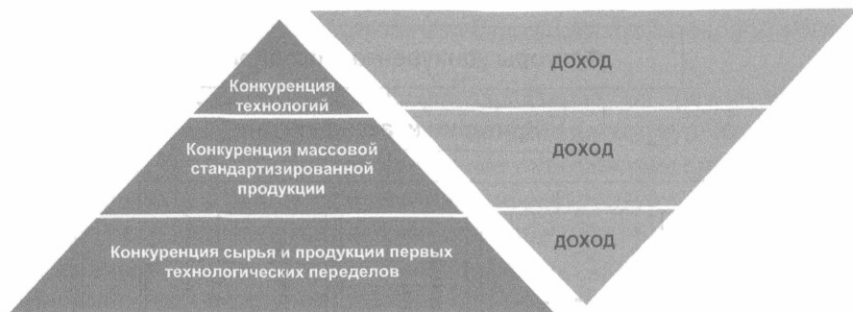 Конкуренция
технологий
Конкуренция массовой
стандартизированной
продукции
Конкуренция сырья и продукции первых
технологических переделов
ДОХОД
ДОХОД
ДОХОД